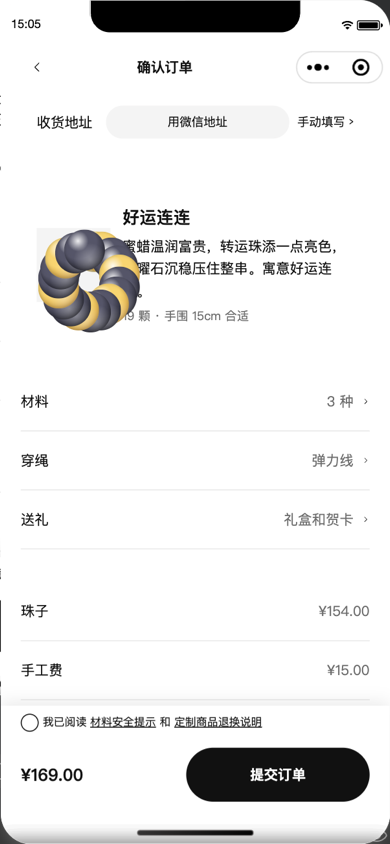 15:05
确认订单
收货地址
用微信地址
手动填写 >
好运连连
蜜蜡温润富贵，转运珠添一点亮色，
曜石沉稳压住整串。寓意好运连
。
19 颗 · 手围 15cm 合适
材料
3 种 >
穿绳
弹力线 >
送礼
礼盒和贺卡 >
珠子
¥154.00
手工费
¥15.00
我已阅读 材料安全提示 和 定制商品退换说明
¥169.00
提交订单